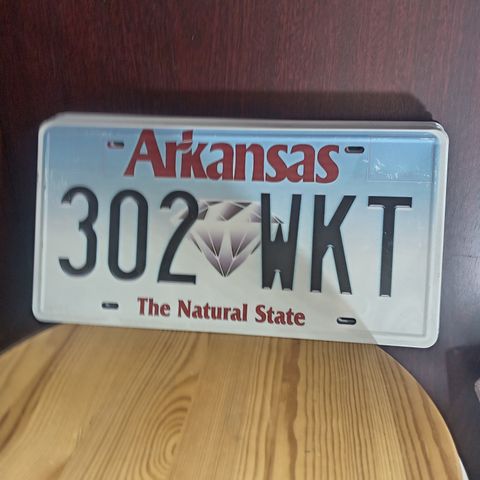 Arkansas
302 WKT
The Natural State